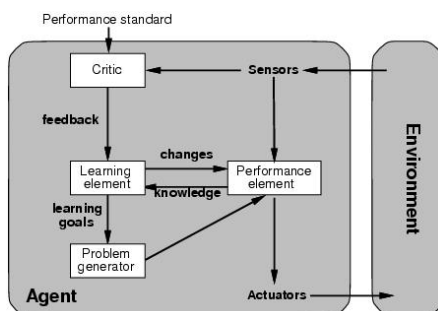 Performance standard
Critic
Sensors
feedback
changes
Learning
element
Performance
element
knowledge
learning
goals
Problem
generator
Agent
Actuators
Environment